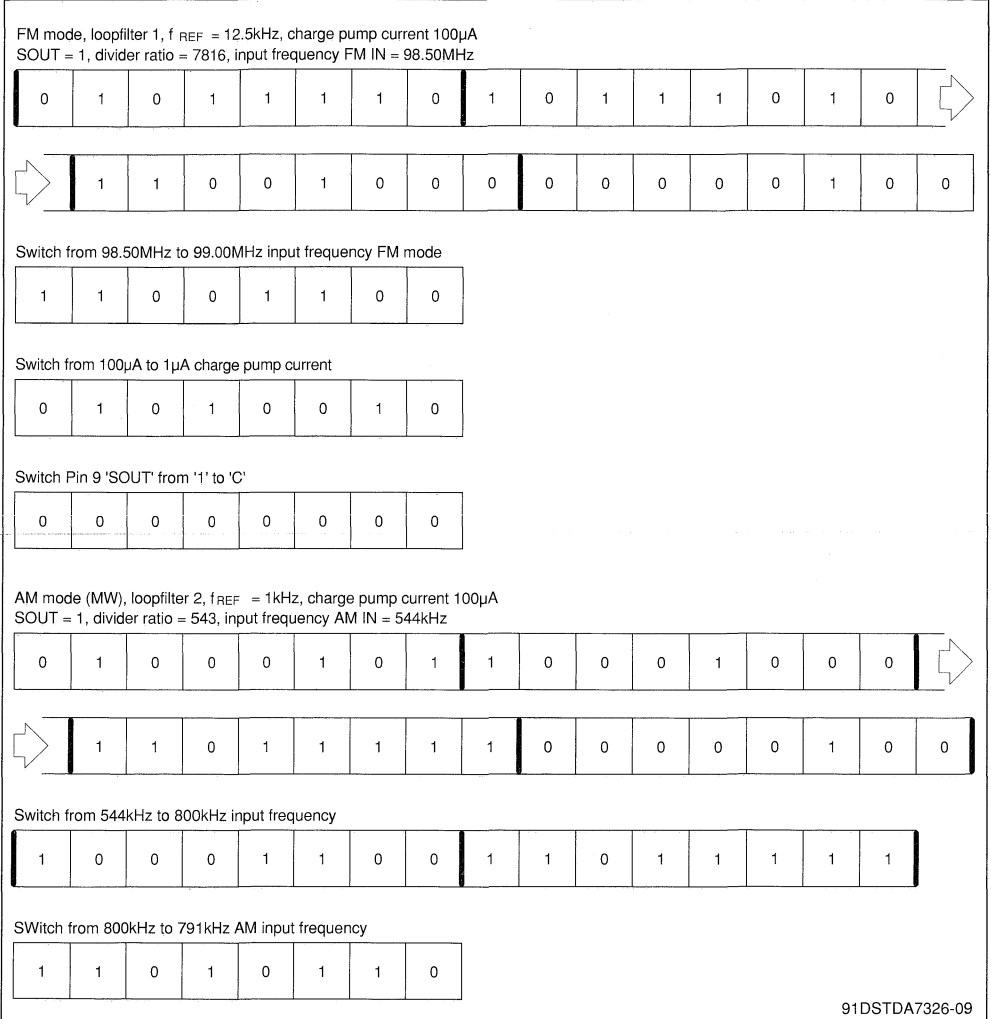 FM mode, loopfilter 1, f REF = 12.5kHz, charge pump current 100µA
SOUT = 1, divider ratio = 7816, input frequency FM IN = 98.50MHz
0 1 0 1 1 1 1 0 1 0 1 1 1 0 1 0
1 1 0 0 1 0 0 0 0 0 0 0 0 1 0 0
Switch from 98.50MHz to 99.00MHz input frequency FM mode
1 1 0 0 1 1 0 0
Switch from 100µA to 1µA charge pump current
0 1 0 1 0 0 1 0
Switch Pin 9 'SOUT' from '1' to 'C'
0 0 0 0 0 0 0 0
AM mode (MW), loopfilter 2, f REF = 1kHz, charge pump current 100µA
SOUT = 1, divider ratio = 543, input frequency AM IN = 544kHz
0 1 0 0 0 1 0 1 1 0 0 0 1 0 0 0
1 1 0 1 1 1 1 1 0 0 0 0 0 1 0 0
Switch from 544kHz to 800kHz input frequency
1 0 0 0 1 1 0 0 1 1 0 1 1 1 1 1
SWitch from 800kHz to 791kHz AM input frequency
1 1 0 1 0 1 1 0
91DSTDA7326-09